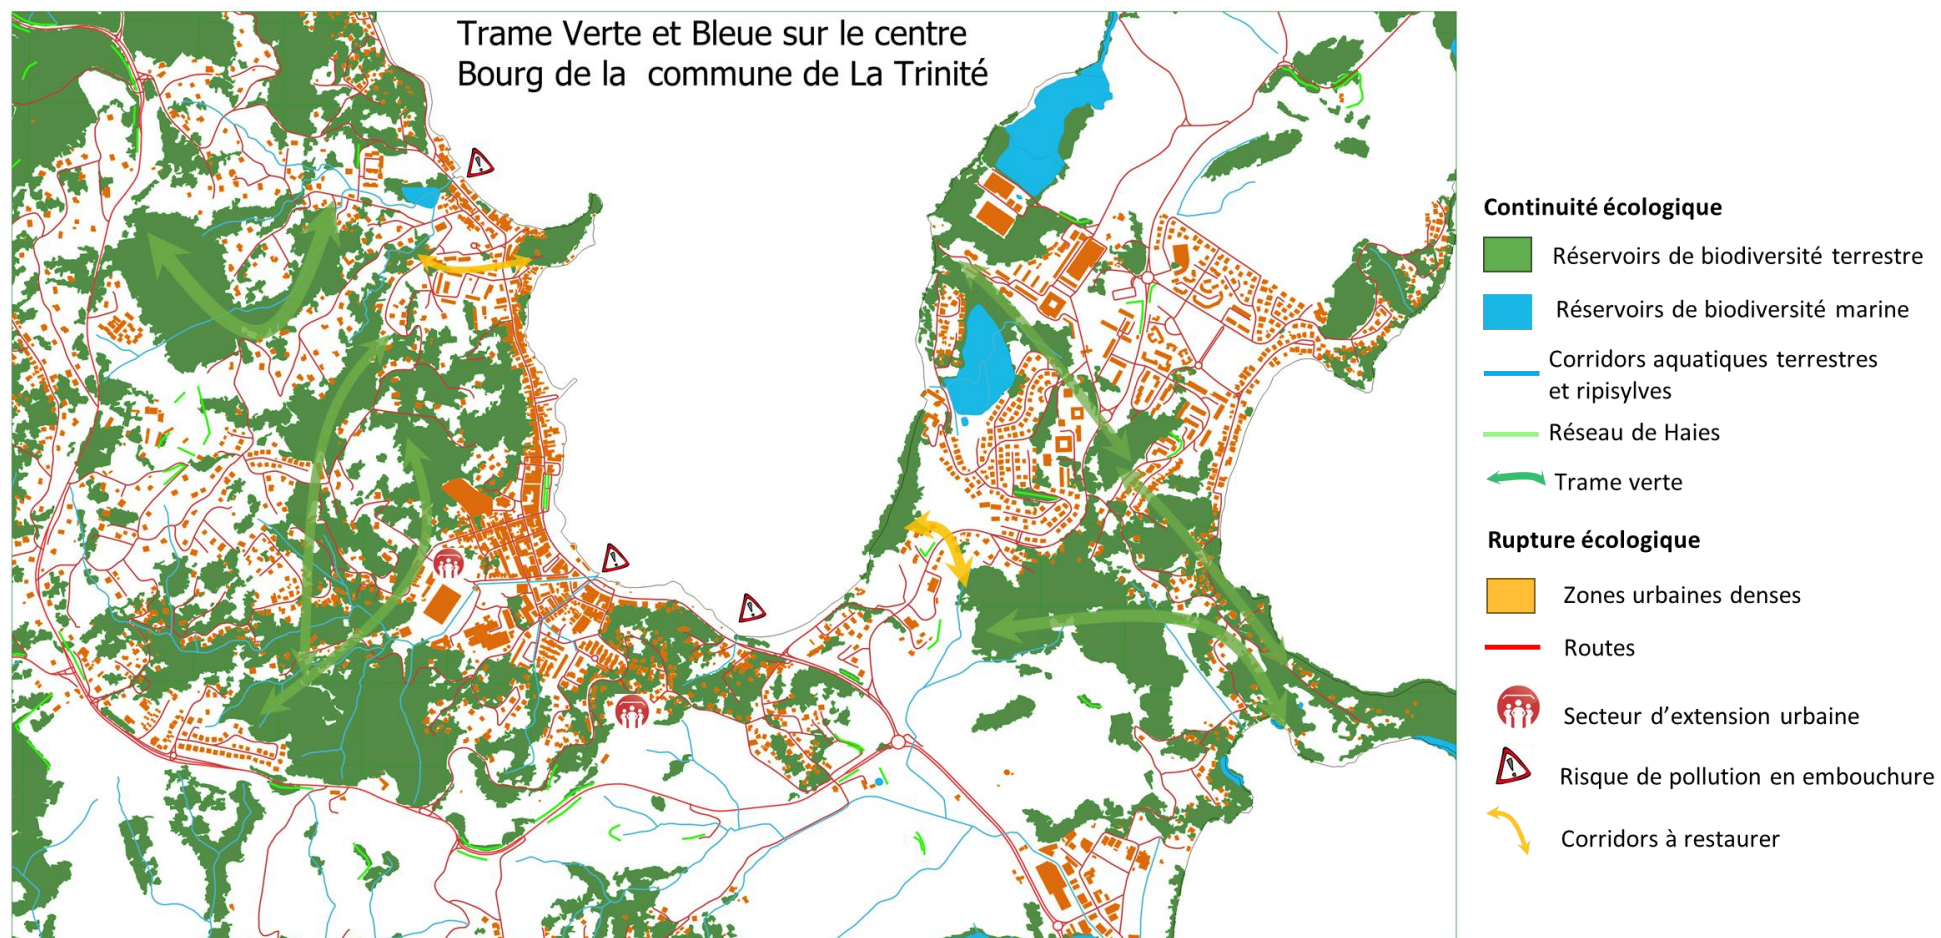 Trame Verte et Bleue sur le centre
Bourg de la commune de La Trinité
Continuité écologique
Réservoirs de biodiversité terrestre
Réservoirs de biodiversité marine
Corridors aquatiques terrestres
et ripisylves
Réseau de Haies
Trame verte
Rupture écologique
Zones urbaines denses
Routes
Secteur d’extension urbaine
Risque de pollution en embouchure
Corridors à restaurer